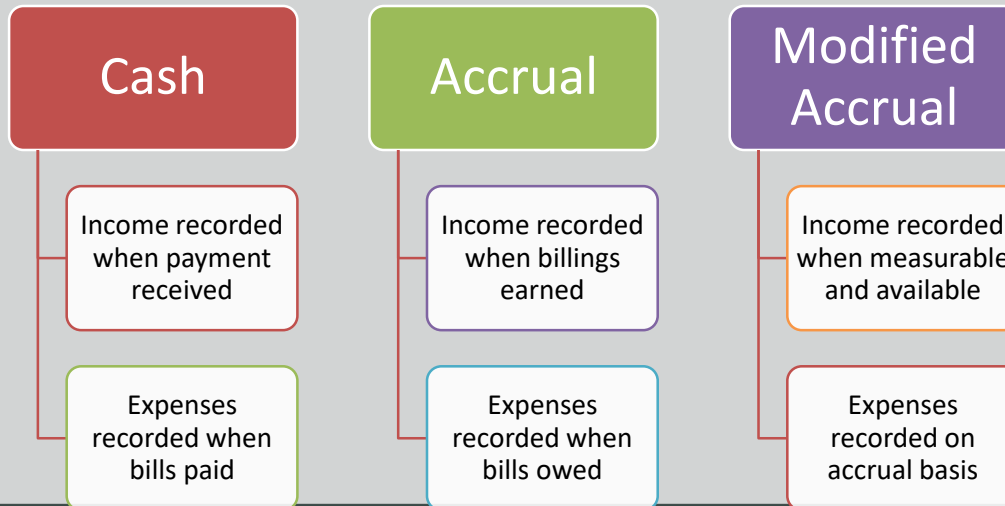 Cash
Income recorded
when payment
received
Expenses
recorded when
bills paid
Accrual
Income recorded
when billings
earned
Expenses
recorded when
bills owed
Modified
Accrual
Income recorded
when measurable
and available
Expenses
recorded on
accrual basis